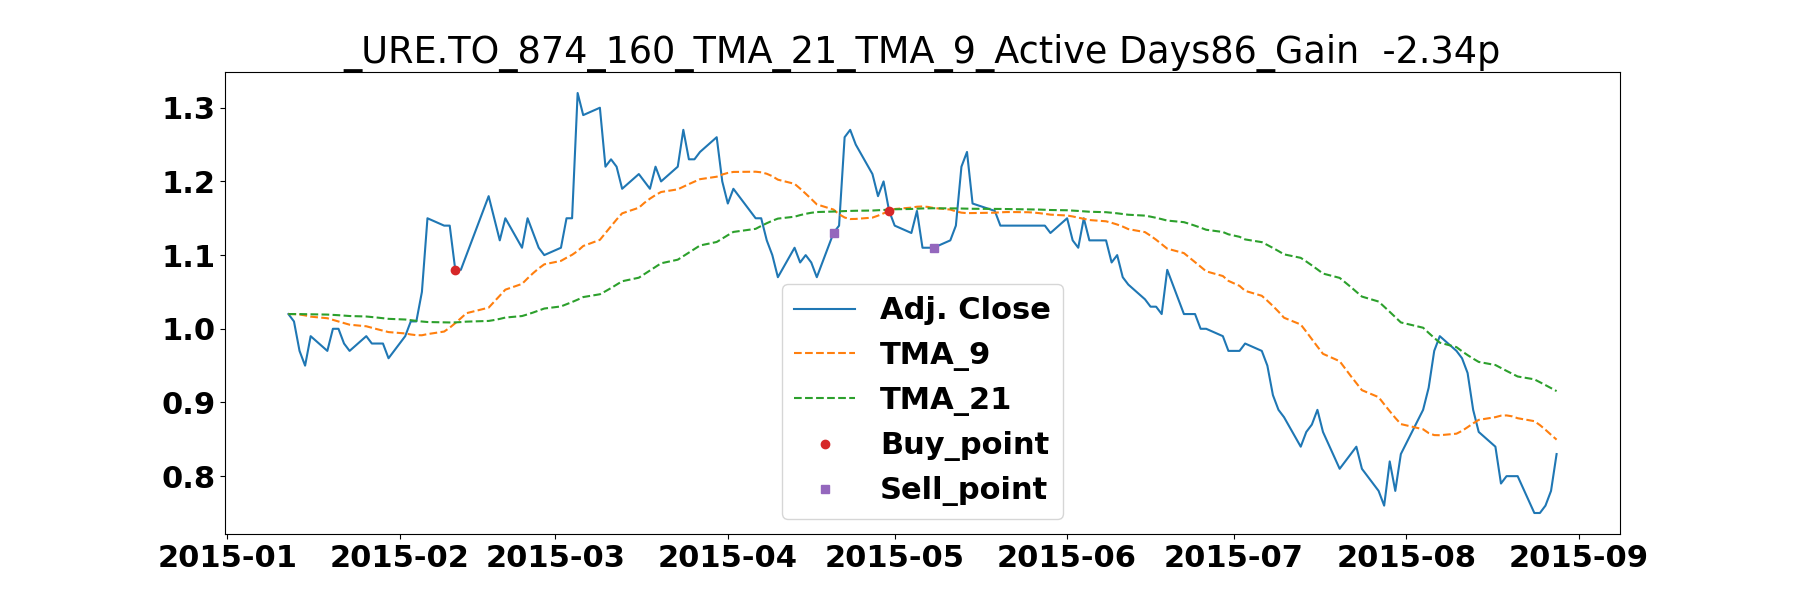 _URE.TO_874_160_TMA_21_TMA_9_Active Days86_Gain  -2.34p
1.3
1.2
1.1
1.0
0.9
0.8
Adj. Close
TMA_9
TMA_21
Buy_point
Sell_point
2015-01 2015-02 2015-03 2015-04 2015-05 2015-06 2015-07 2015-08 2015-09